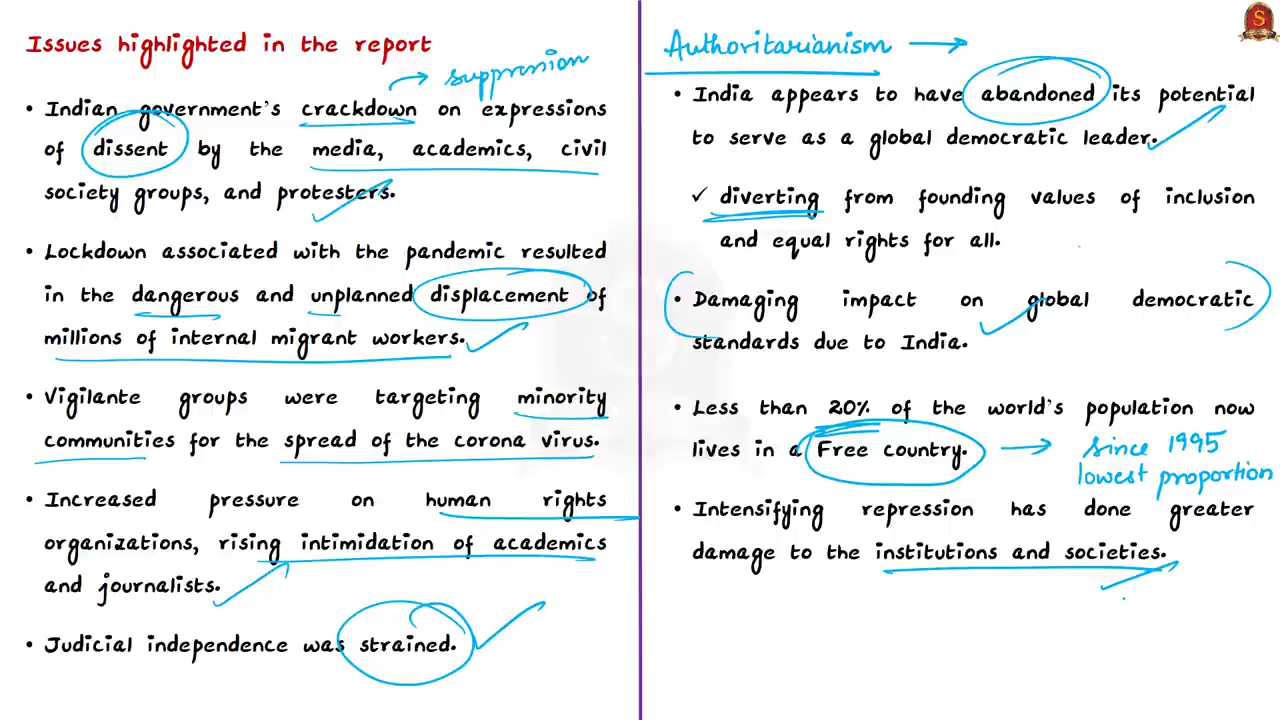 Issues highlighted in the report
suppression
• Indian government's crackdown on expressions
of dissent by the media, academics, civil
society groups, and protesters.
• Lockdown associated with the pandemic resulted
in the dangerous and unplanned displacement of
millions of internal migrant workers.
• Vigilante groups were targeting minority
communities for the spread of the corona virus.
• Increased pressure on human rights
organizations, rising intimidation of academics
and journalists.
• Judicial independence was strained.
Authoritarianism →
• India appears to have abandoned its potential
to serve as a global democratic leader.
✓ diverting from founding values of inclusion
and equal rights for all.
• Damaging impact on global democratic
standards due to India.
• Less than 20% of the world's population now
lives in a Free country. → since 1995
lowest proportion
• Intensifying repression has done greater
damage to the institutions and societies.
S